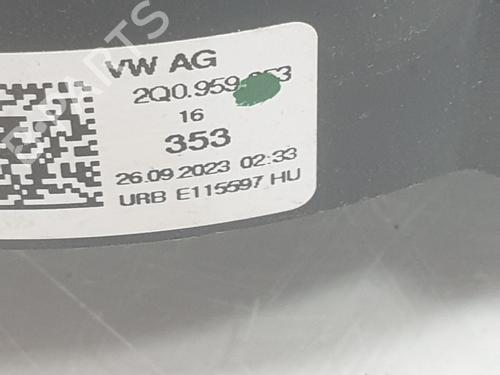 VW AG
2Q0.959
16
353
26.09.2023 02:33
URB E115597 HU